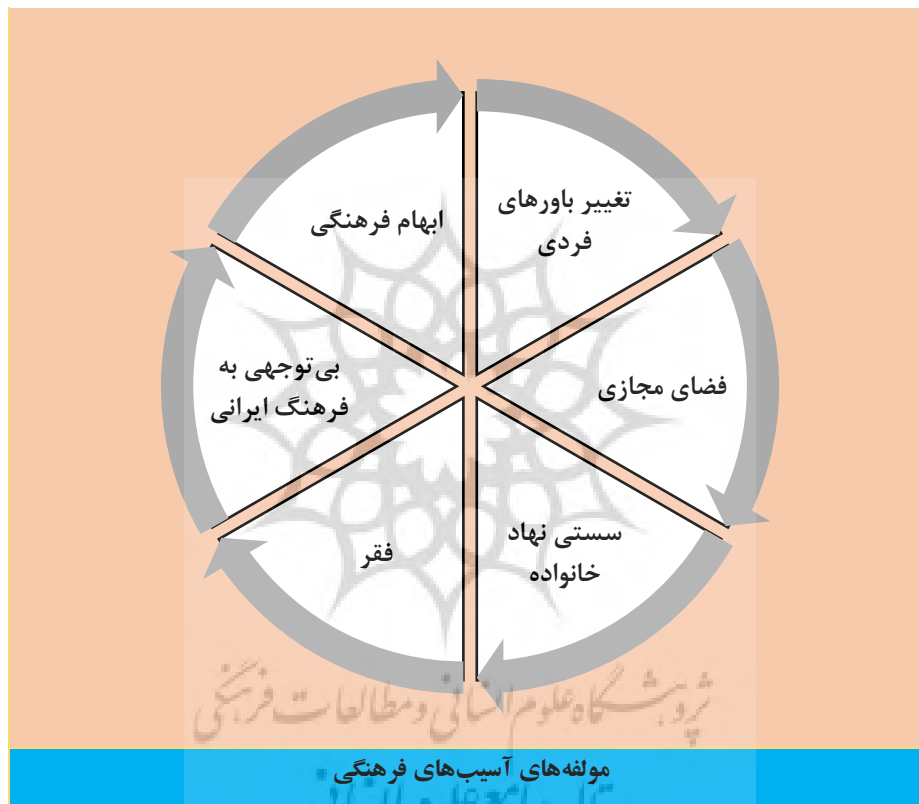 تغییر باورهای
فردی
فضای مجازی
سستی نهاد
خانواده
فقر
بی‌توجهی به
فرهنگ ایرانی
ابهام فرهنگی
پژوهشگاه علوم انسانی و مطالعات فرهنگی
مولفه‌های آسیب‌های فرهنگی